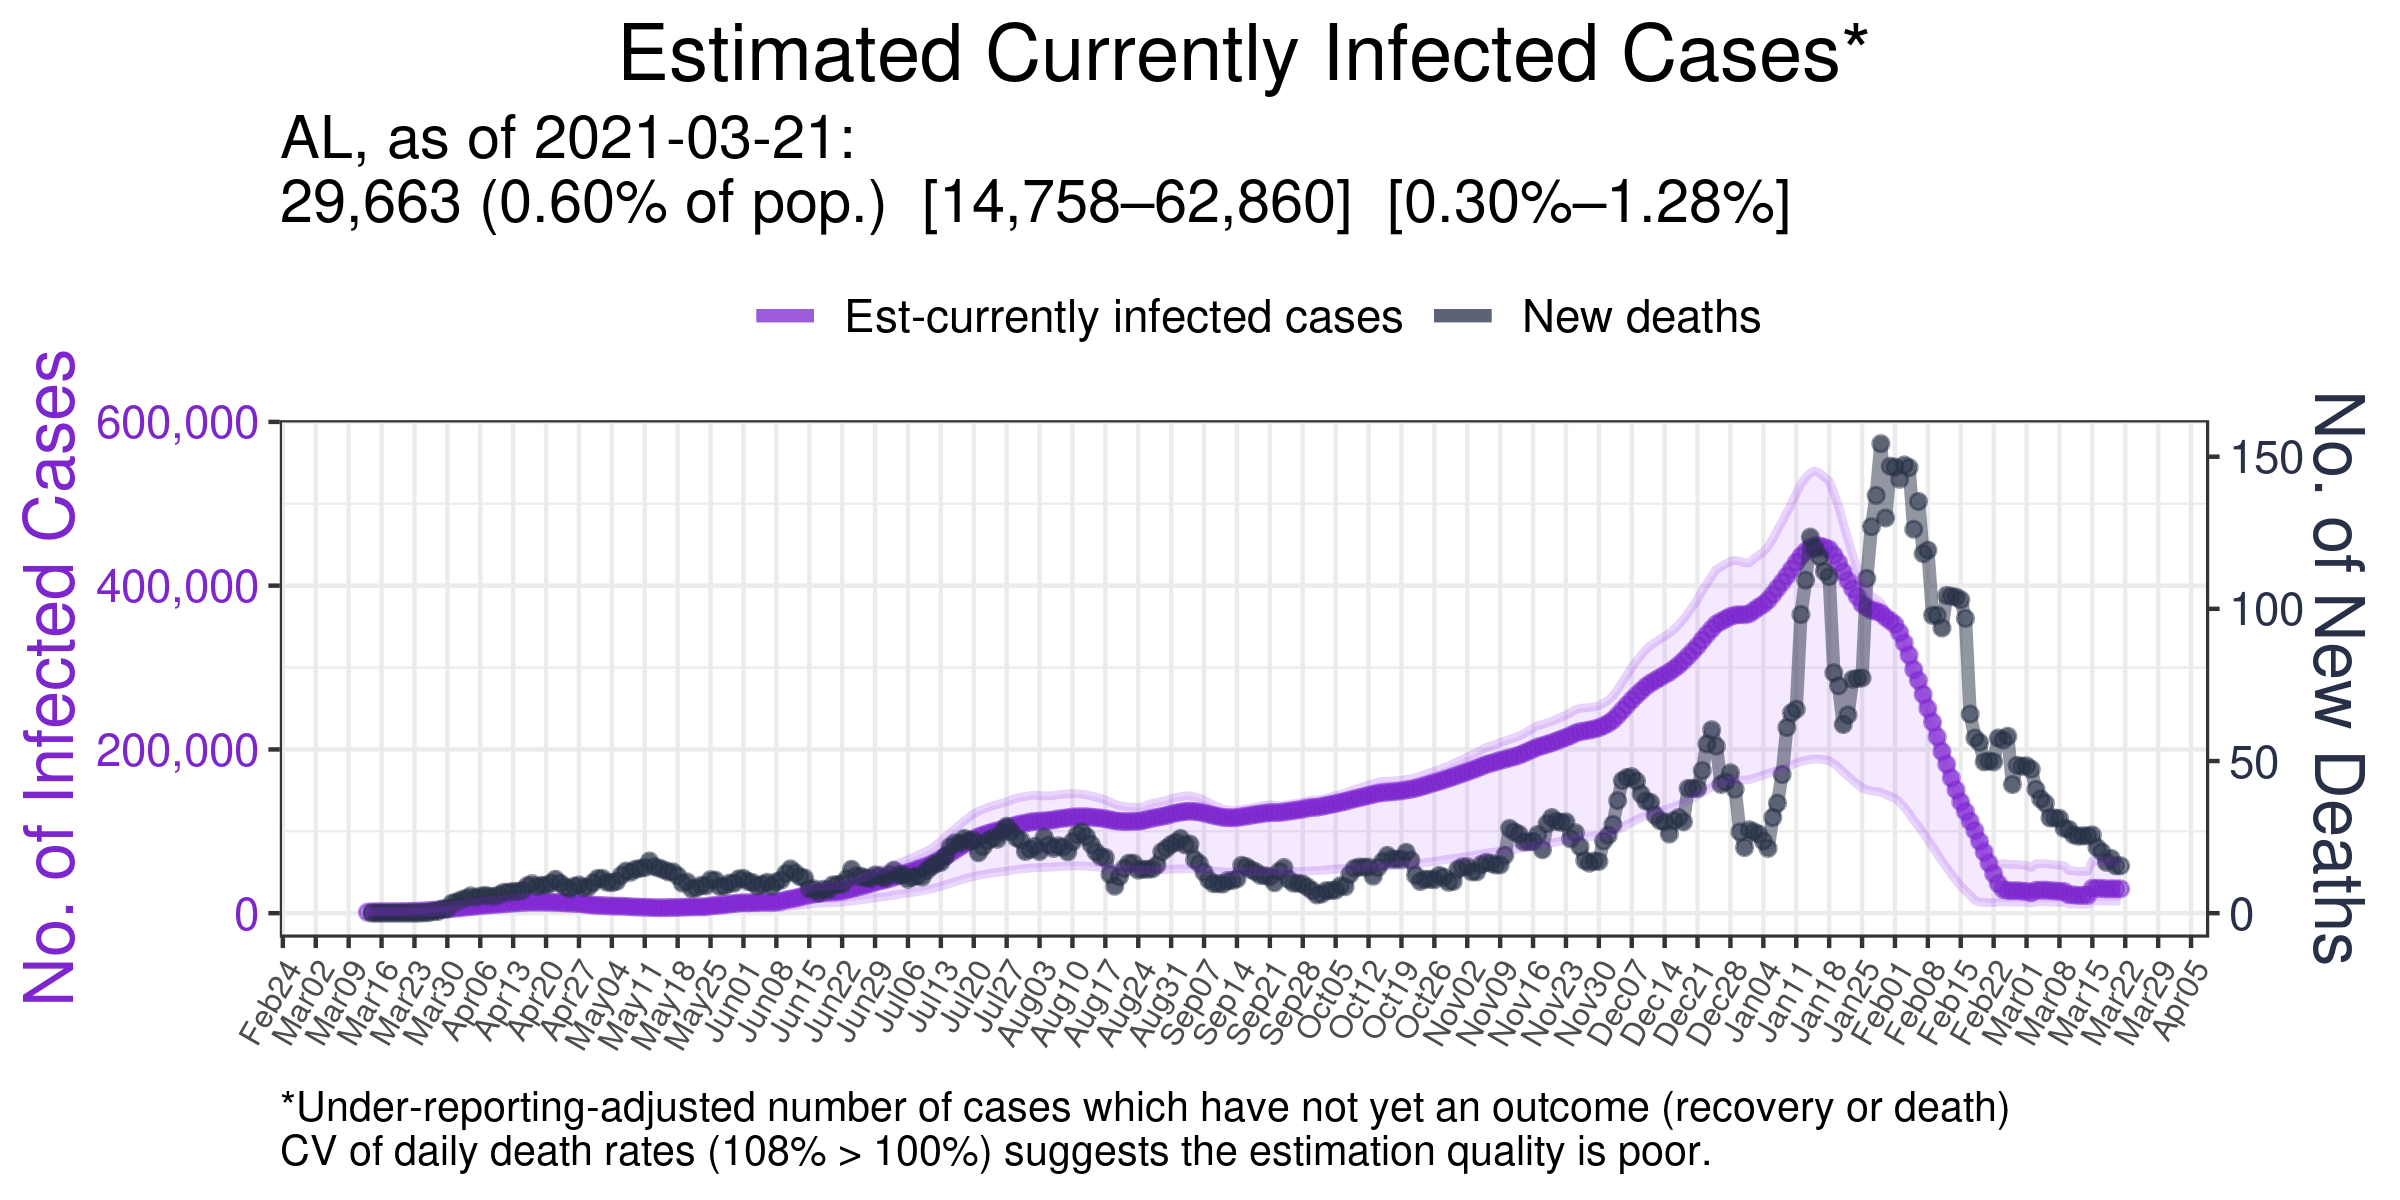 Estimated Currently Infected Cases*
AL, as of 2021-03-21:
29,663 (0.60% of pop.)  [14,758–62,860]  [0.30%–1.28%]
Est-currently infected cases
New deaths
No. of Infected Cases
600,000
400,000
200,000
0
150
100
50
0
No. of New Deaths
Feb24
Mar02
Mar09
Mar16
Mar23
Mar30
Apr06
Apr13
Apr20
Apr27
May04
May11
May18
May25
Jun01
Jun08
Jun15
Jun22
Jun29
Jul06
Jul13
Jul20
Jul27
Aug03
Aug10
Aug17
Aug24
Aug31
Sep07
Sep14
Sep21
Sep28
Oct05
Oct12
Oct19
Oct26
Nov02
Nov09
Nov16
Nov23
Nov30
Dec07
Dec14
Dec21
Dec28
Jan04
Jan11
Jan18
Jan25
Feb01
Feb08
Feb15
Feb22
Mar01
Mar08
Mar15
Mar22
Mar29
Apr05
*Under-reporting-adjusted number of cases which have not yet an outcome (recovery or death)
CV of daily death rates (108% > 100%) suggests the estimation quality is poor.